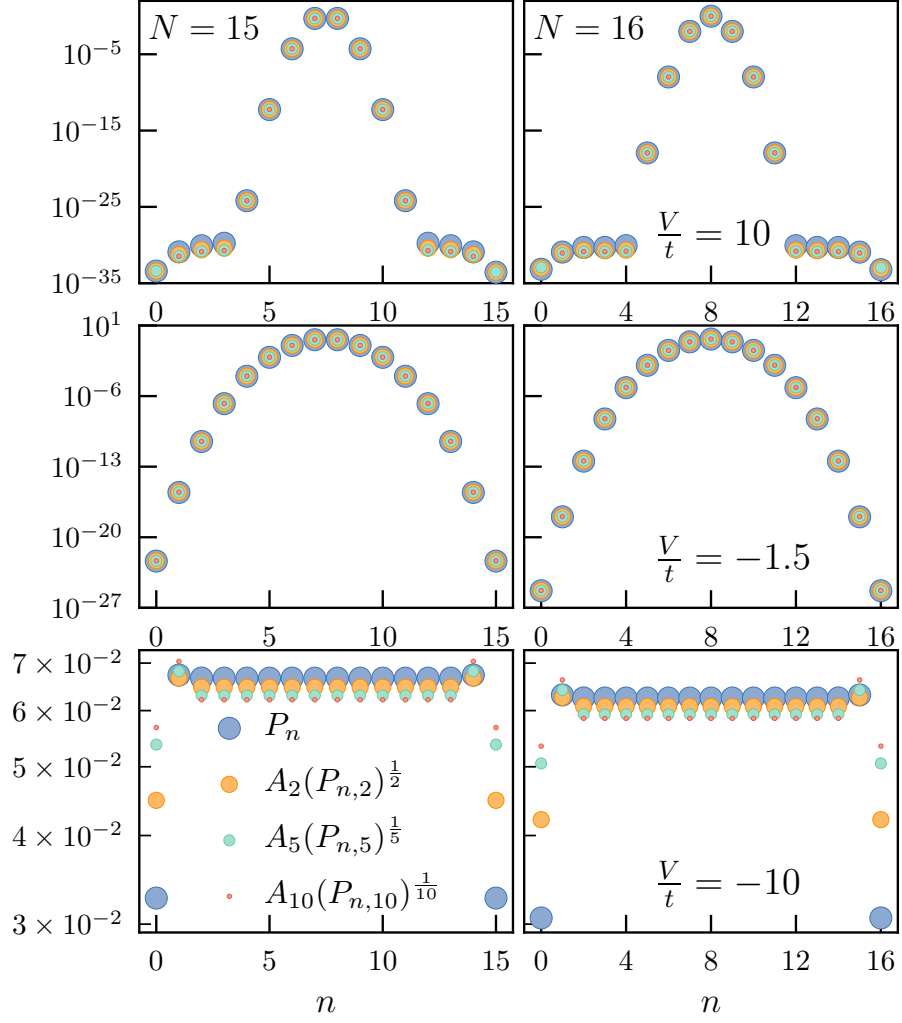 N = 15
N = 16
10^{-5}
10^{-15}
10^{-25}
10^{-35}
V/t = 10
0 5 10 15
0 4 8 12 16
10^{1}
10^{-6}
10^{-13}
10^{-20}
10^{-27}
V/t = −1.5
0 5 10 15
0 4 8 12 16
7 × 10^{-2}
6 × 10^{-2}
5 × 10^{-2}
4 × 10^{-2}
3 × 10^{-2}
P_n
A_2(P_{n,2})^{1/2}
A_5(P_{n,5})^{1/5}
A_{10}(P_{n,10})^{1/10}
V/t = −10
0 5 10 15
0 4 8 12 16
n
n